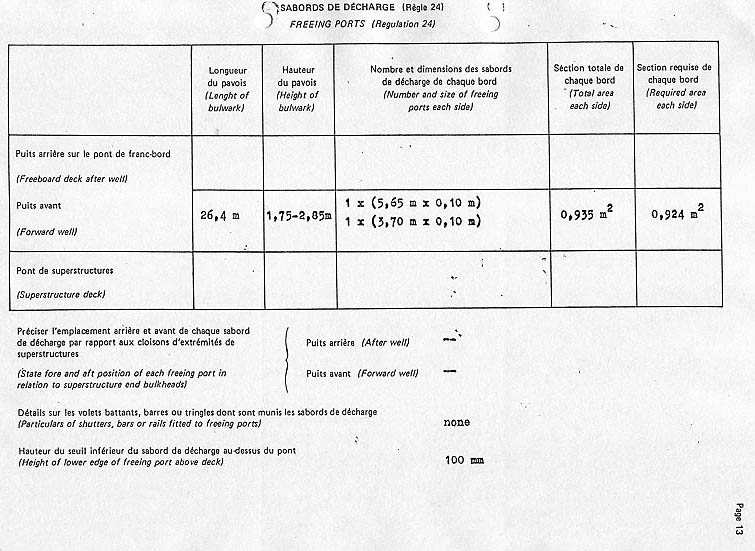 SABORDS DE DÉCHARGE (Règle 24)
FREEING PORTS (Regulation 24)
Longueur
du pavois
(Lenght of
bulwark)
Hauteur
du pavois
(Height of
bulwark)
Nombre et dimensions des sabords
de décharge de chaque bord
(Number and size of freeing
ports each side)
Séction totale de
chaque bord
(Total area
each side)
Section requise de
chaque bord
(Required area
each side)
Puits arrière sur le pont de franc-bord
(Freeboard deck after well)
Puits avant
(Forward well)
26,4 m
1,75-2,85m
1 x (5,65 m x 0,10 m)
1 x (3,70 m x 0,10 m)
0,935 m²
0,924 m²
Pont de superstructures
(Superstructure deck)
Préciser l'emplacement arrière et avant de chaque sabord
de décharge par rapport aux cloisons d'extrémités de
superstructures
(State fore and aft position of each freeing port in
relation to superstructure end bulkheads)
Puits arrière (After well) —
Puits avant (Forward well) —
Détails sur les volets battants, barres ou tringles dont sont munis les sabords de décharge
(Particulars of shutters, bars or rails fitted to freeing ports)
none
Hauteur du seuil inférieur du sabord de décharge au-dessus du pont
(Height of lower edge of freeing port above deck)
100 mm
Page 13